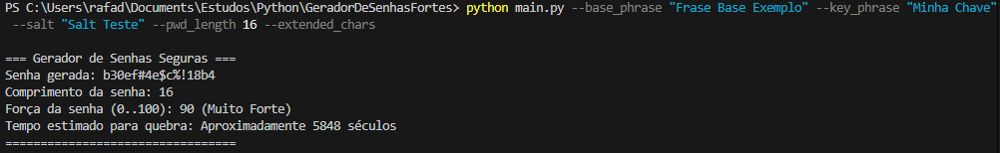 PS C:\Users\rafad\Documents\Estudos\Python\GeradorDeSenhasFortes> python main.py --base_phrase "Frase Base Exemplo" --key_phrase "Minha Chave"
--salt "Salt Teste" --pwd_length 16 --extended_chars
=== Gerador de Senhas Seguras ===
Senha gerada: b30ef#4e$c%!18b4
Comprimento da senha: 16
Força da senha (0..100): 90 (Muito Forte)
Tempo estimado para quebra: Aproximadamente 5848 séculos
=================================